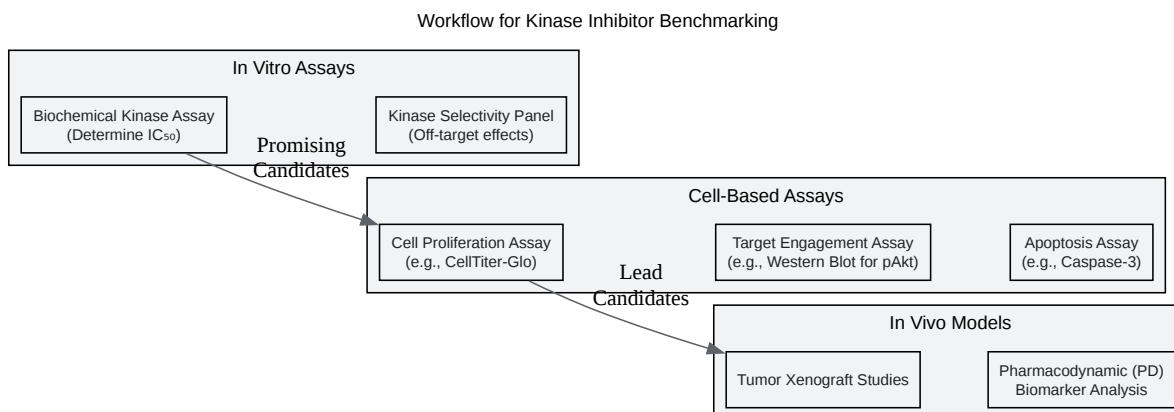 Workflow for Kinase Inhibitor Benchmarking
In Vitro Assays
Biochemical Kinase Assay
(Determine IC₅₀)
Kinase Selectivity Panel
(Off-target effects)
Promising
Candidates
Cell-Based Assays
Cell Proliferation Assay
(e.g., CellTiter-Glo)
Target Engagement Assay
(e.g., Western Blot for pAkt)
Apoptosis Assay
(e.g., Caspase-3)
Lead
Candidates
In Vivo Models
Tumor Xenograft Studies
Pharmacodynamic (PD)
Biomarker Analysis